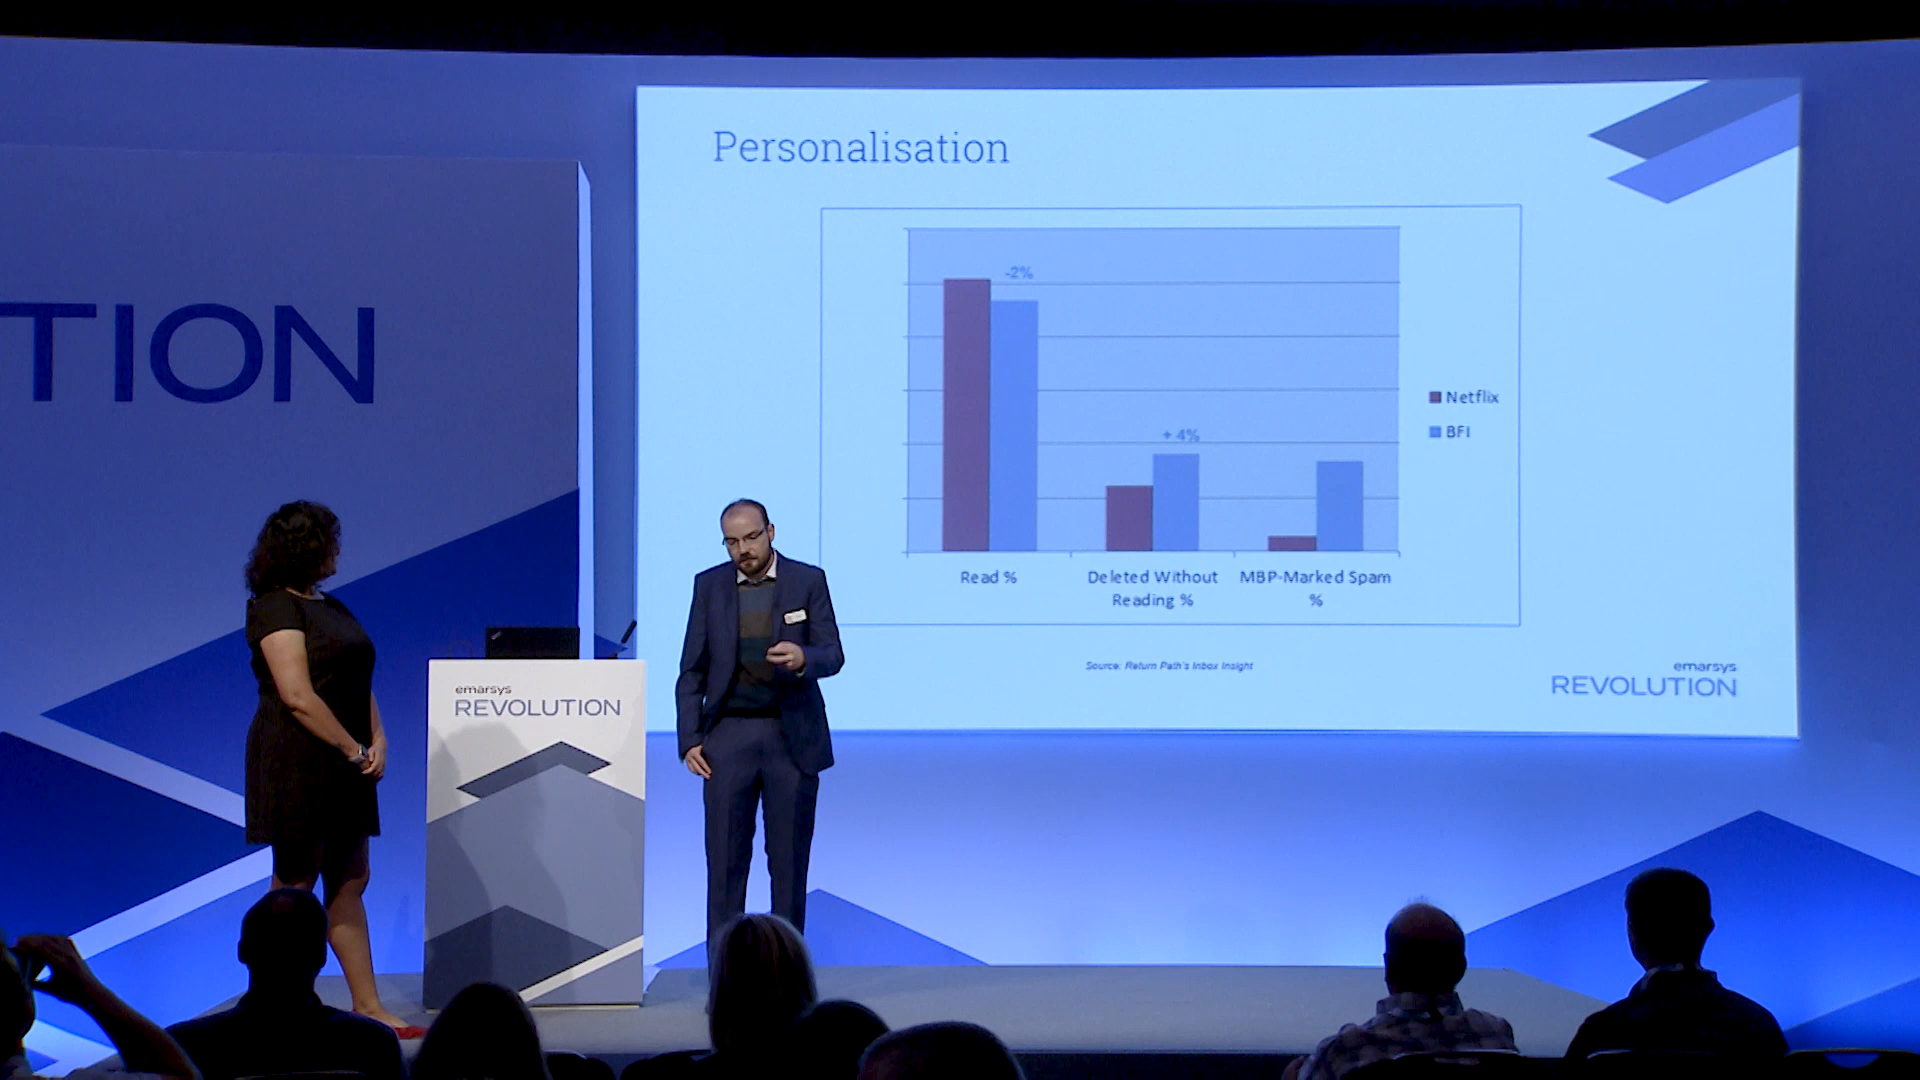 TION
Personalisation
-2%
+ 4%
Netflix
BFI
Read %
Deleted Without
Reading %
MBP-Marked Spam
%
Source: Return Path's Inbox Insight
emarsys
REVOLUTION
emarsys
REVOLUTION